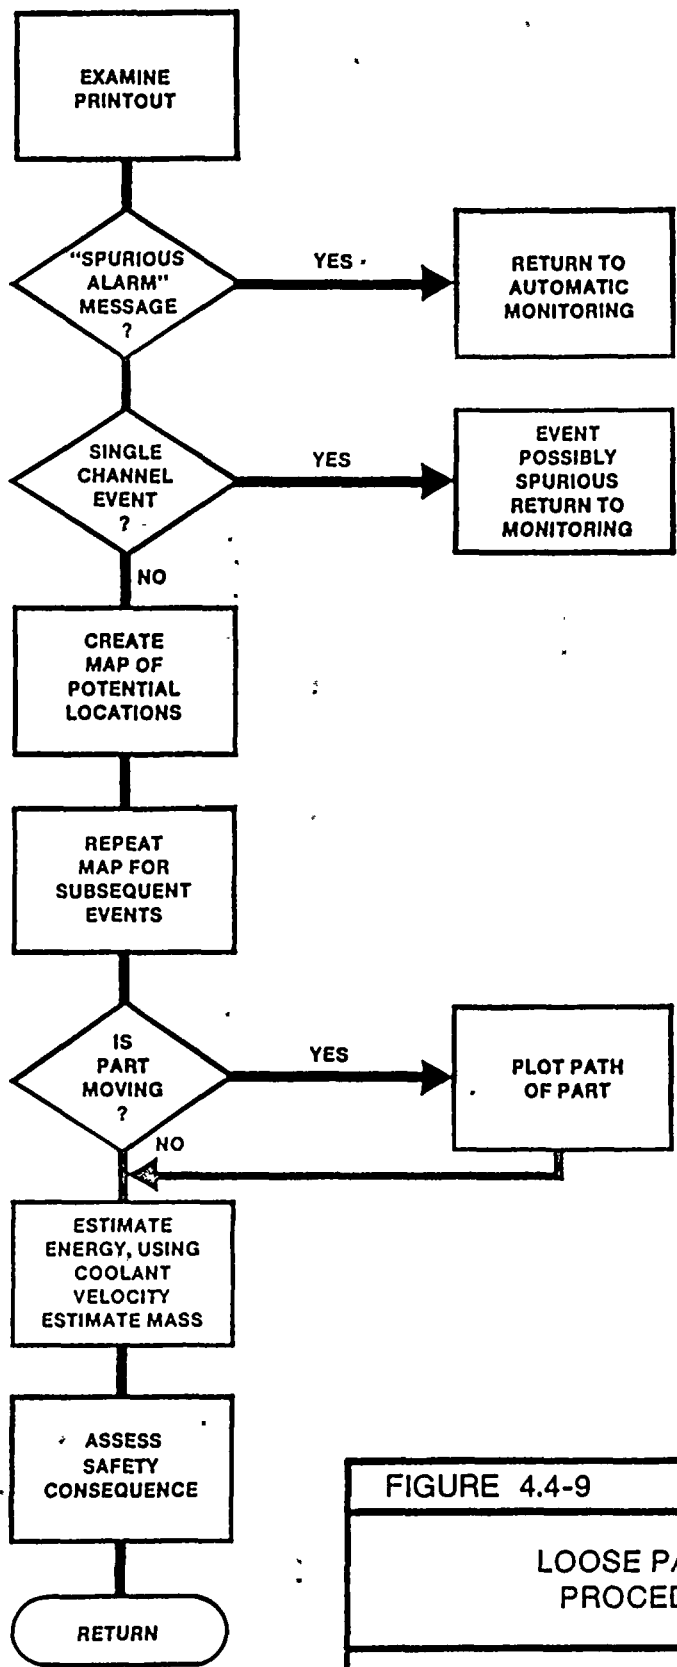 EXAMINE
PRINTOUT
"SPURIOUS
ALARM"
MESSAGE
?
YES
RETURN TO
AUTOMATIC
MONITORING
SINGLE
CHANNEL
EVENT
?
YES
EVENT
POSSIBLY
SPURIOUS
RETURN TO
MONITORING
NO
CREATE
MAP OF
POTENTIAL
LOCATIONS
REPEAT
MAP FOR
SUBSEQUENT
EVENTS
IS
PART
MOVING
?
YES
PLOT PATH
OF PART
NO
ESTIMATE
ENERGY, USING
COOLANT
VELOCITY
ESTIMATE MASS
ASSESS
SAFETY
CONSEQUENCE
RETURN
FIGURE 4.4-9
LOOSE